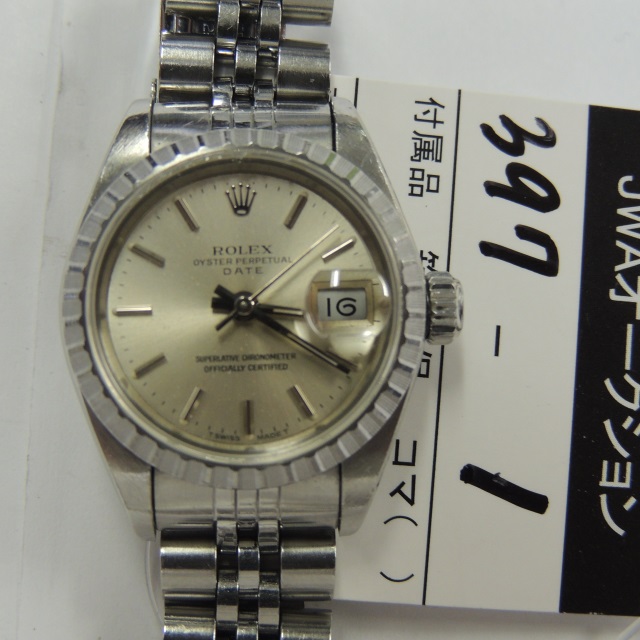 ROLEX
OYSTER PERPETUAL
DATE
16
SUPERLATIVE CHRONOMETER
OFFICIALLY CERTIFIED
SWISS MADE
付属品
コマ( )
397-1
JWAオークション